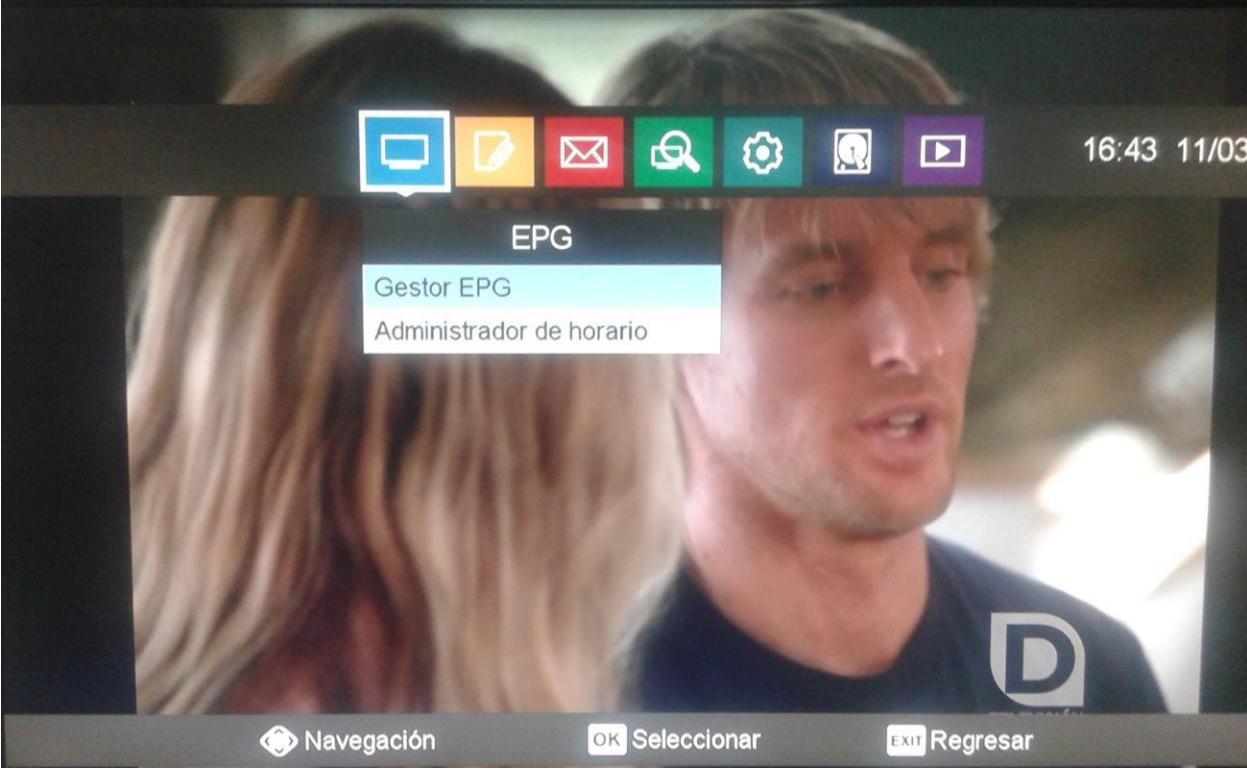 16:43 11/03
EPG
Gestor EPG
Administrador de horario
D
Navegación
OK Seleccionar
EXIT Regresar